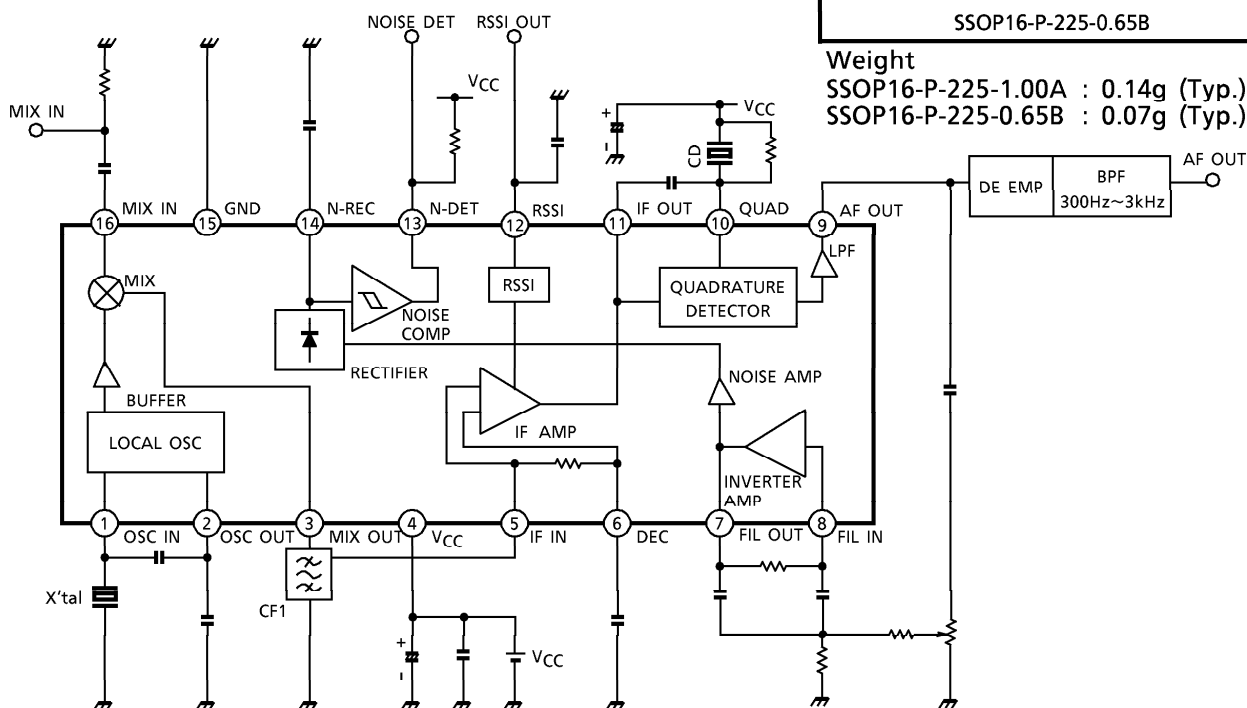 NOISE DET
RSSI OUT
SSOP16-P-225-0.65B
Weight
SSOP16-P-225-1.00A : 0.14g (Typ.)
SSOP16-P-225-0.65B : 0.07g (Typ.)
VCC
+
-
VCC
CD
MIX IN
AF OUT
DE EMP
BPF
300Hz~3kHz
16
MIX IN
15
GND
14
N-REC
13
N-DET
12
RSSI
11
IF OUT
10
QUAD
9
AF OUT
LPF
MIX
RSSI
QUADRATURE
DETECTOR
NOISE
COMP
RECTIFIER
NOISE AMP
BUFFER
IF AMP
LOCAL OSC
INVERTER
AMP
1
OSC IN
2
OSC OUT
3
MIX OUT
4
VCC
5
IF IN
6
DEC
7
FIL OUT
8
FIL IN
X'tal
CF1
+
-
VCC